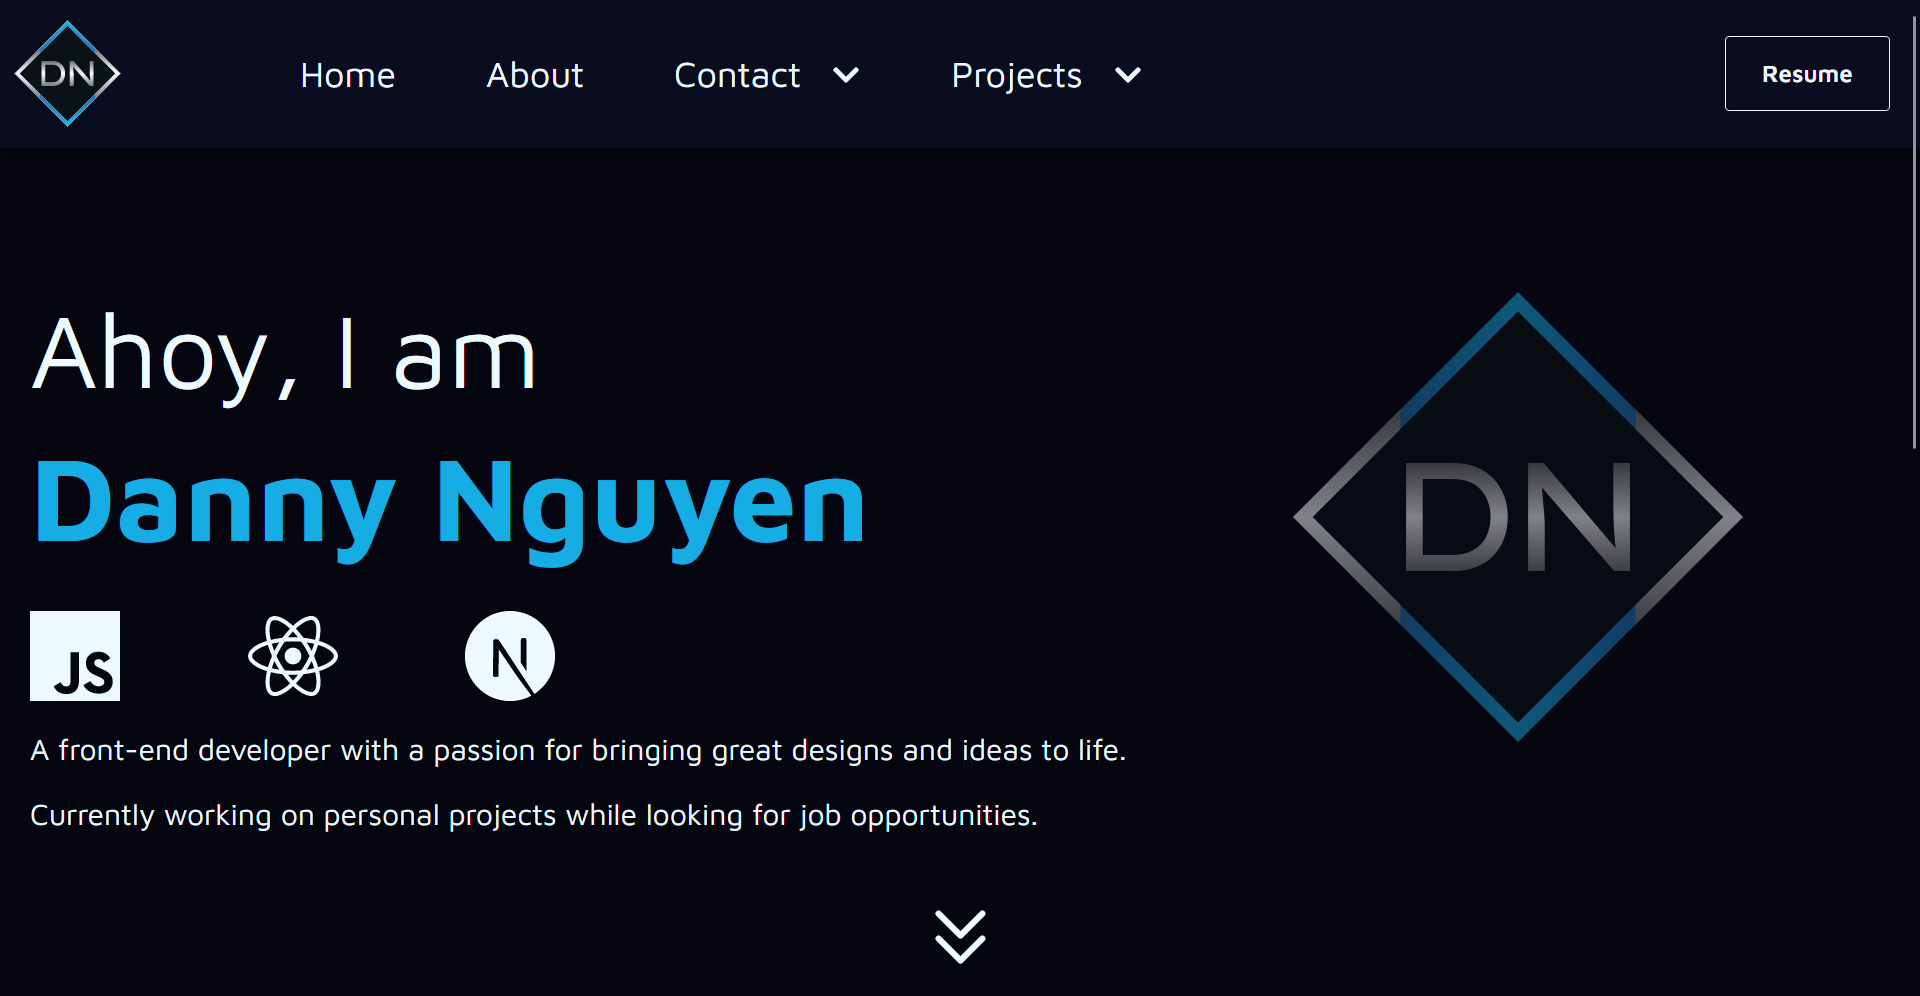 DN
Home
About
Contact
Projects
Resume
Ahoy, I am
Danny Nguyen
DN
JS
N
A front-end developer with a passion for bringing great designs and ideas to life.
Currently working on personal projects while looking for job opportunities.